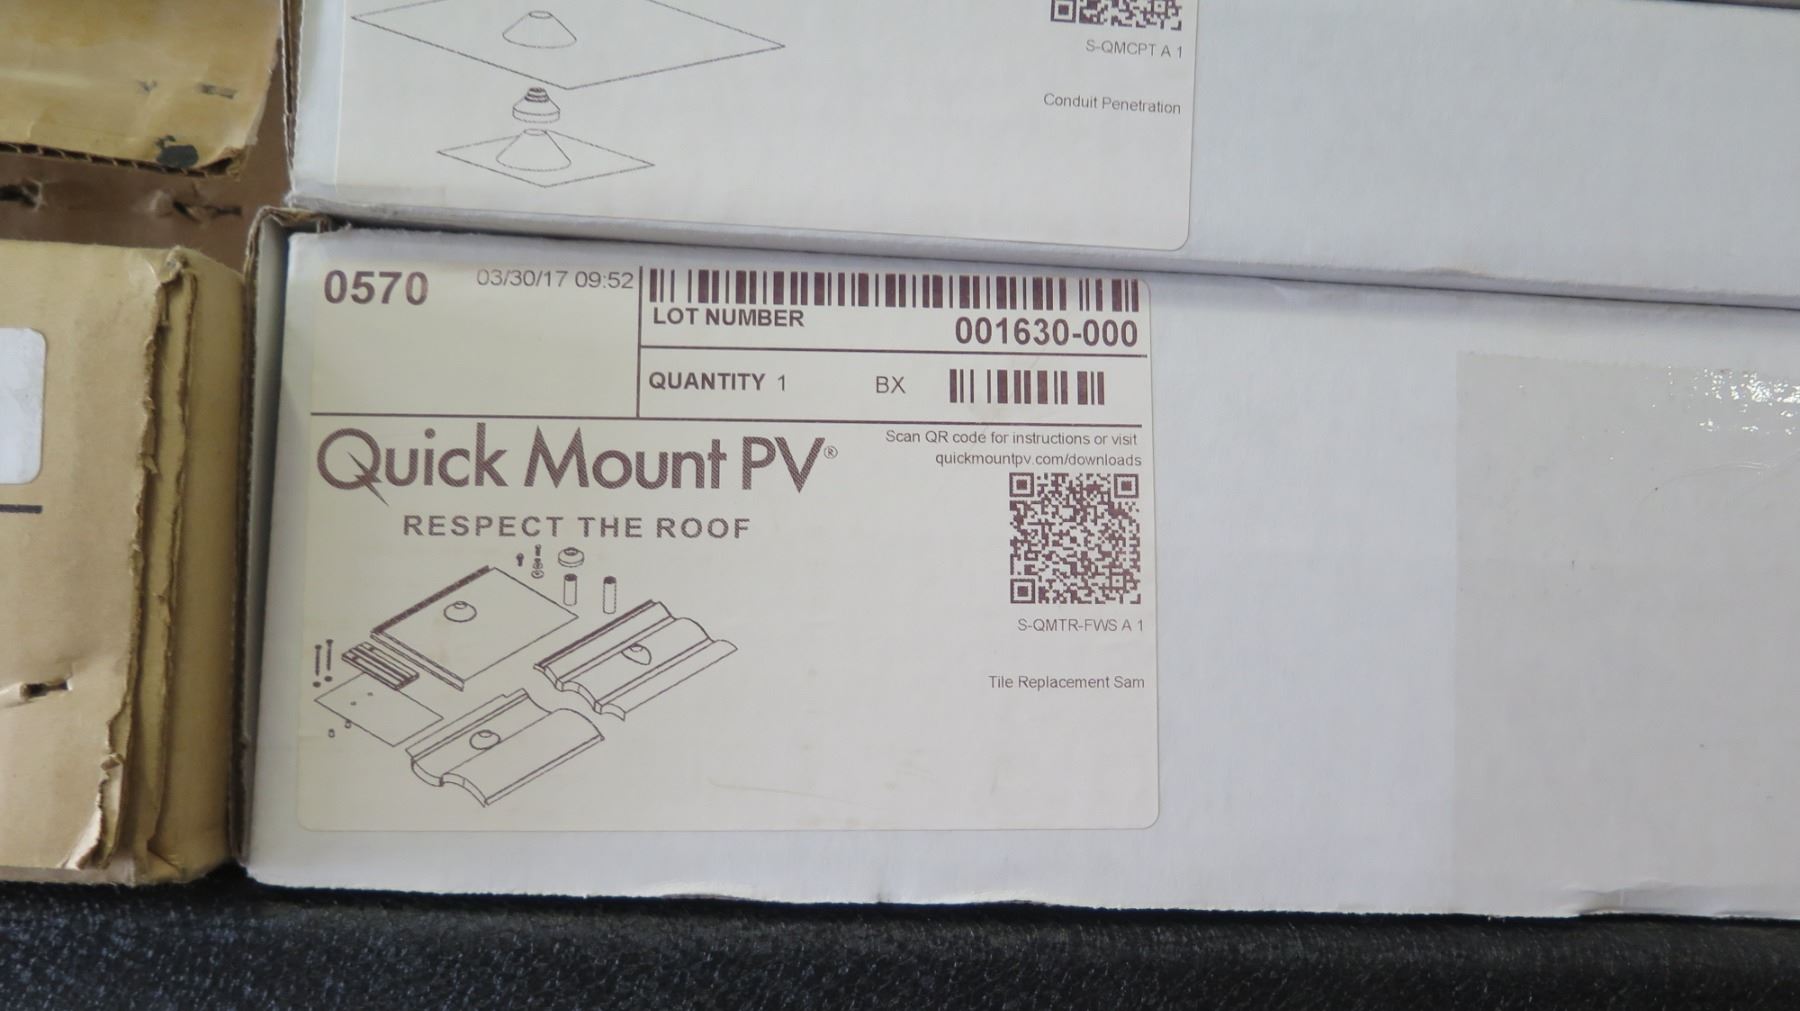 S-QMCPT A 1
Conduit Penetration
0570
03/30/17 09:52
LOT NUMBER
001630-000
QUANTITY 1 BX
Quick Mount PV®
RESPECT THE ROOF
Scan QR code for instructions or visit
quickmountpv.com/downloads
S-QMTR-FWS A 1
Tile Replacement Sam